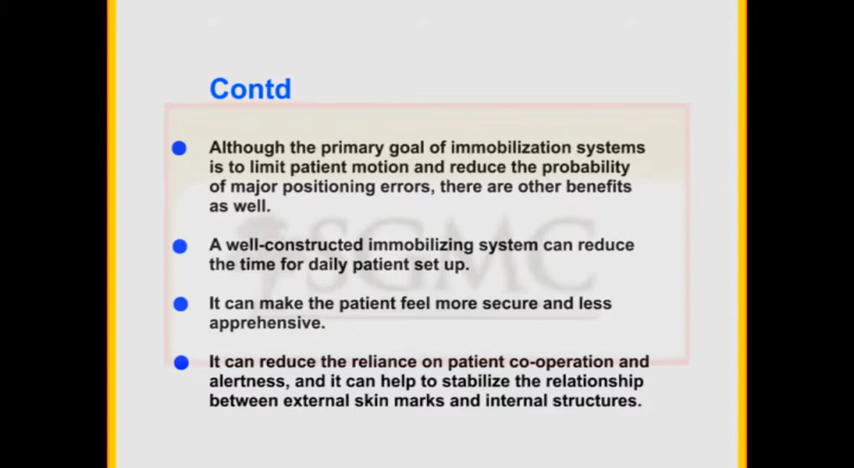 Contd
Although the primary goal of immobilization systems
is to limit patient motion and reduce the probability
of major positioning errors, there are other benefits
as well.
SGMC
A well-constructed immobilizing system can reduce
the time for daily patient set up.
It can make the patient feel more secure and less
apprehensive.
It can reduce the reliance on patient co-operation and
alertness, and it can help to stabilize the relationship
between external skin marks and internal structures.